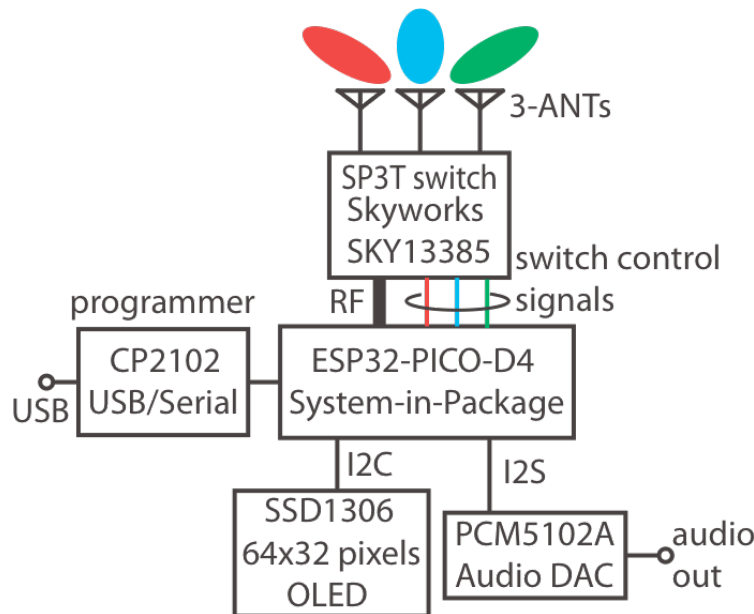 3-ANTs
SP3T switch
Skyworks
SKY13385
switch control
signals
RF
programmer
CP2102
USB/Serial
USB
ESP32-PICO-D4
System-in-Package
I2C
I2S
SSD1306
64x32 pixels
OLED
PCM5102A
Audio DAC
audio
out